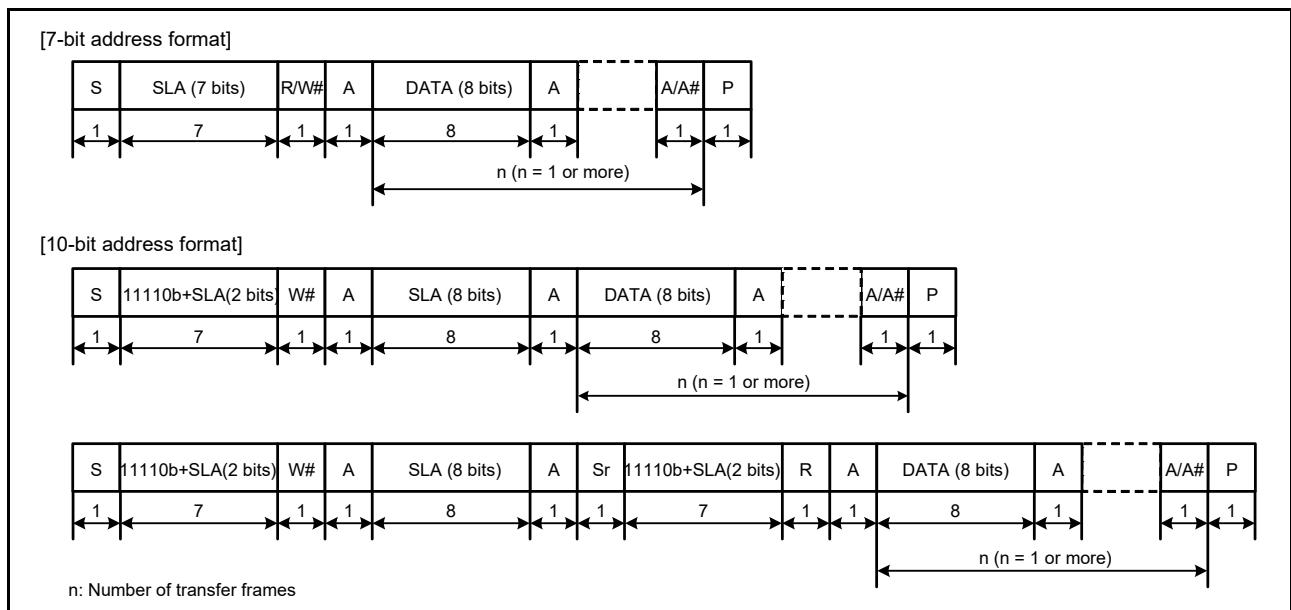 [7-bit address format]
S SLA (7 bits) R/W# A DATA (8 bits) A A/A# P
1 7 1 1 8 1 1 1
n (n = 1 or more)
[10-bit address format]
S 11110b+SLA(2 bits) W# A SLA (8 bits) A DATA (8 bits) A A/A# P
1 7 1 1 8 1 8 1 1 1
n (n = 1 or more)
S 11110b+SLA(2 bits) W# A SLA (8 bits) A Sr 11110b+SLA(2 bits) R A DATA (8 bits) A A/A# P
1 7 1 1 8 1 1 7 1 1 8 1 1 1
n (n = 1 or more)
n: Number of transfer frames